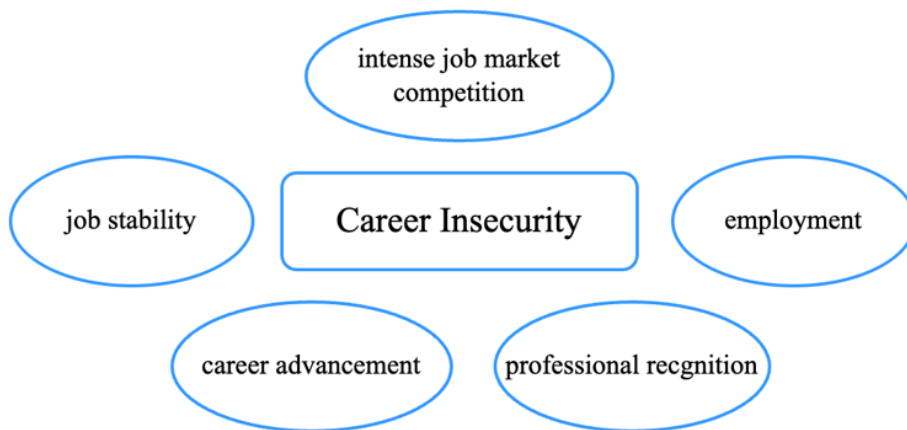 intense job market
competition
job stability
Career Insecurity
employment
career advancement
professional recgnition